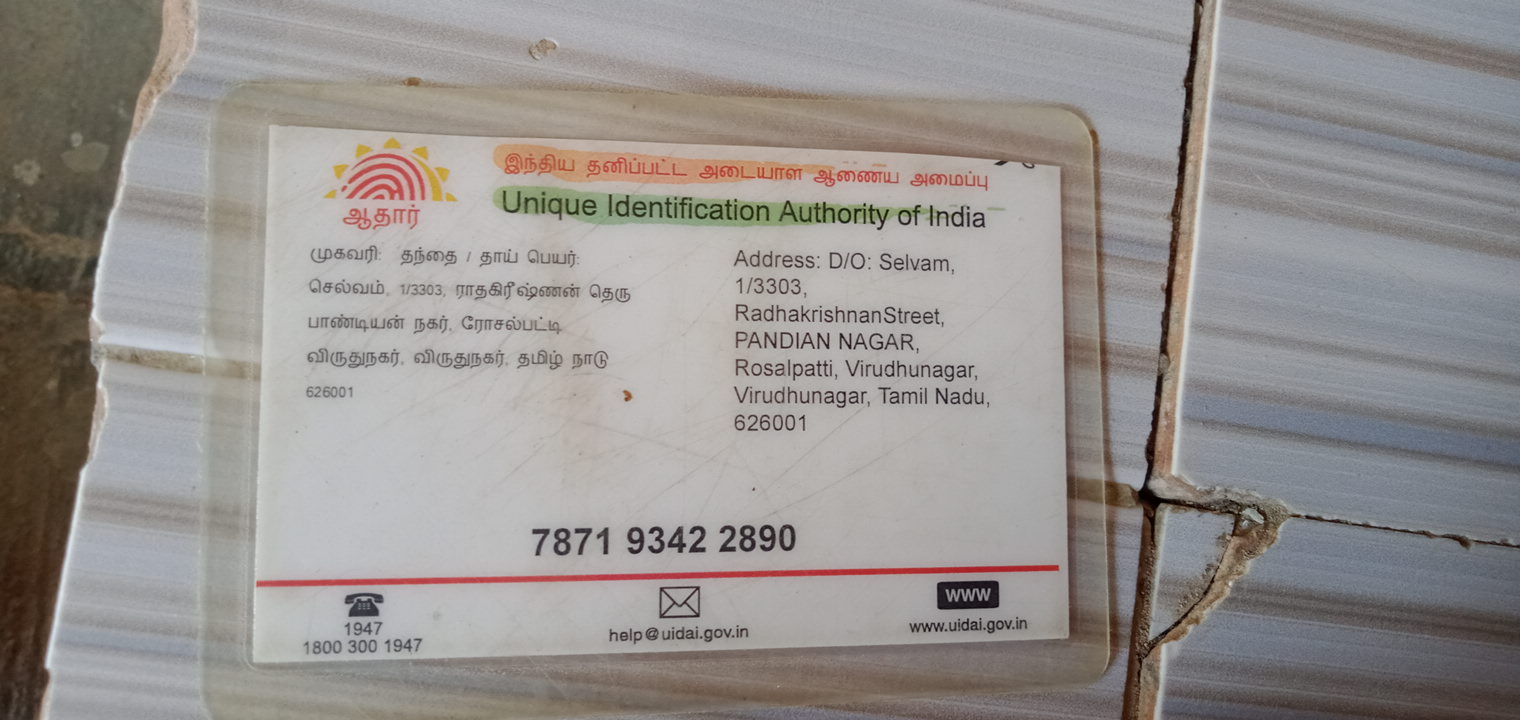 இந்திய தனிப்பட்ட அடையாள ஆணைய அமைப்பு
Unique Identification Authority of India
ஆதார்
முகவரி: தந்தை / தாய் பெயர்:
செல்வம், 1/3303, ராதகிரீஷ்ணன் தெரு
பாண்டியன் நகர், ரோசல்பட்டி
விருதுநகர், விருதுநகர், தமிழ் நாடு
626001
Address: D/O: Selvam,
1/3303,
RadhakrishnanStreet,
PANDIAN NAGAR,
Rosalpatti, Virudhunagar,
Virudhunagar, Tamil Nadu,
626001
7871 9342 2890
1947
1800 300 1947
help@uidai.gov.in
WWW
www.uidai.gov.in